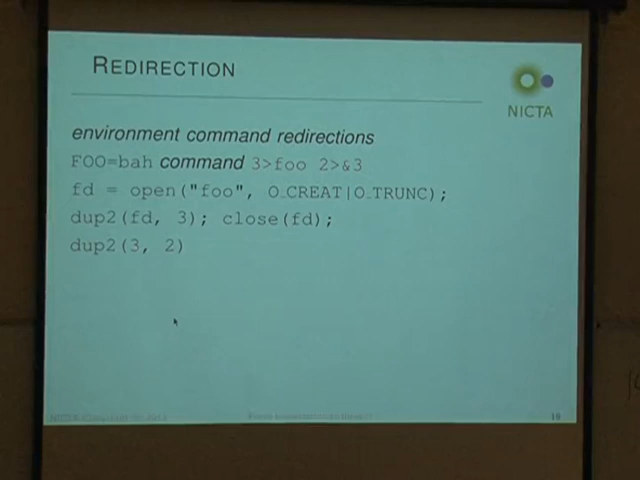 REDIRECTION
NICTA
environment command redirections
FOO=bah command 3>foo 2>&3
fd = open("foo", O_CREAT|O_TRUNC);
dup2(fd, 3); close(fd);
dup2(3, 2)